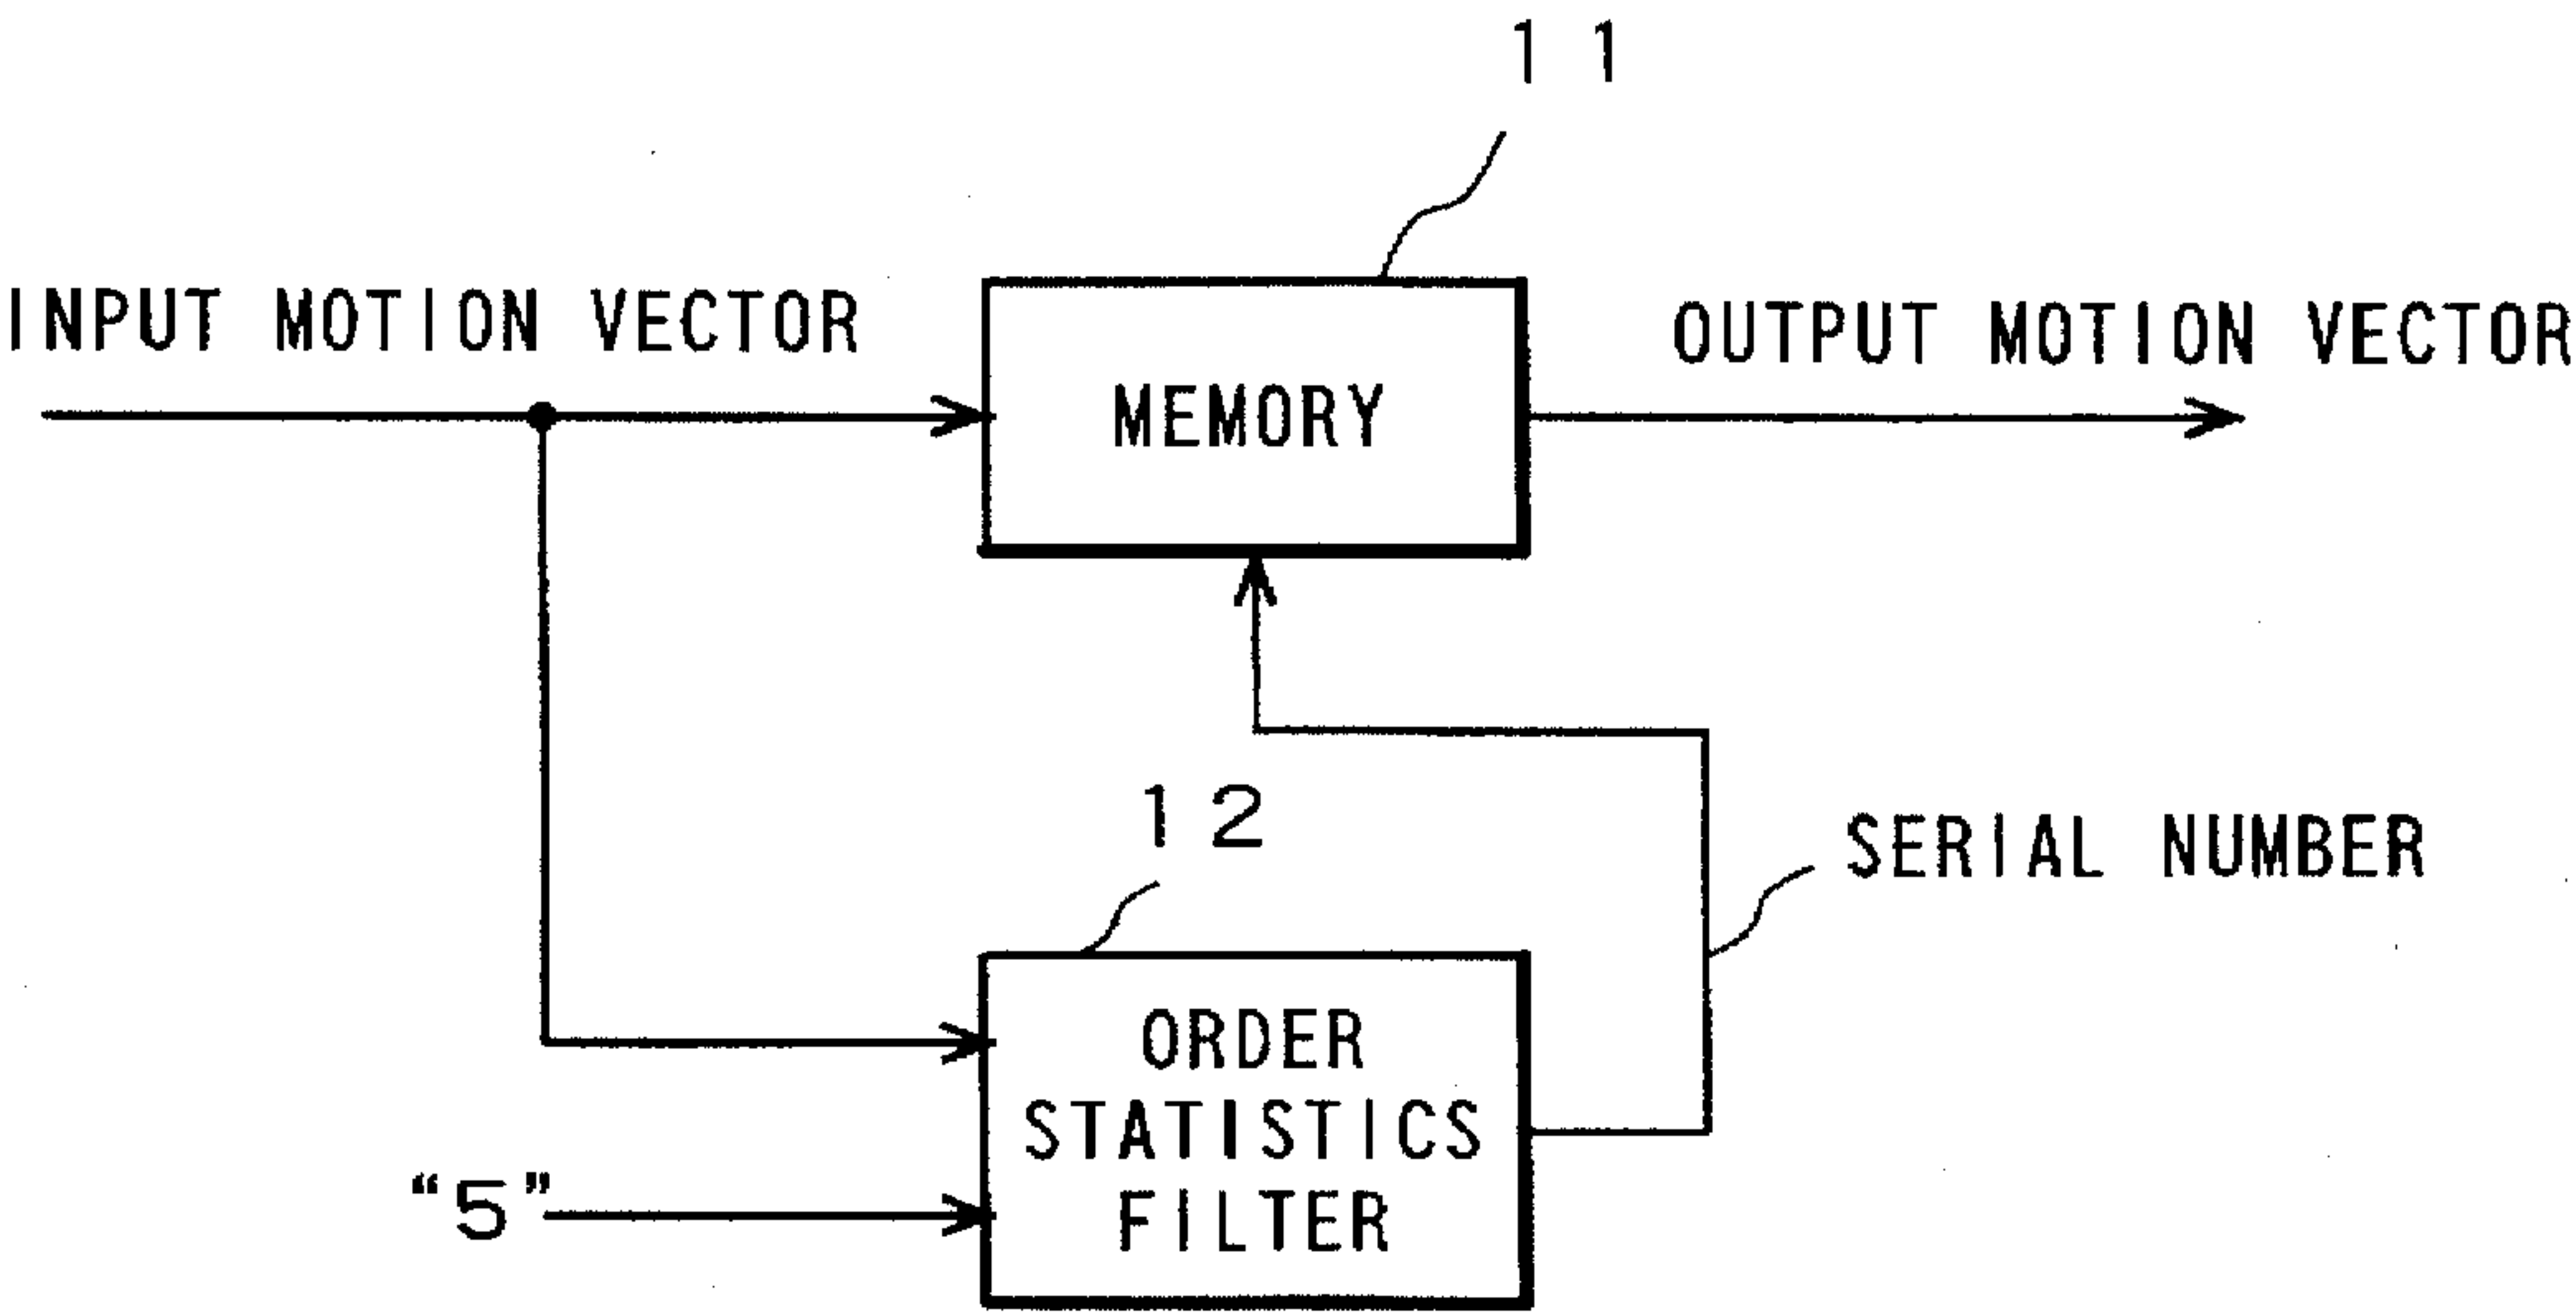 11
INPUT MOTION VECTOR
OUTPUT MOTION VECTOR
MEMORY
12
SERIAL NUMBER
ORDER
STATISTICS
FILTER
“5”